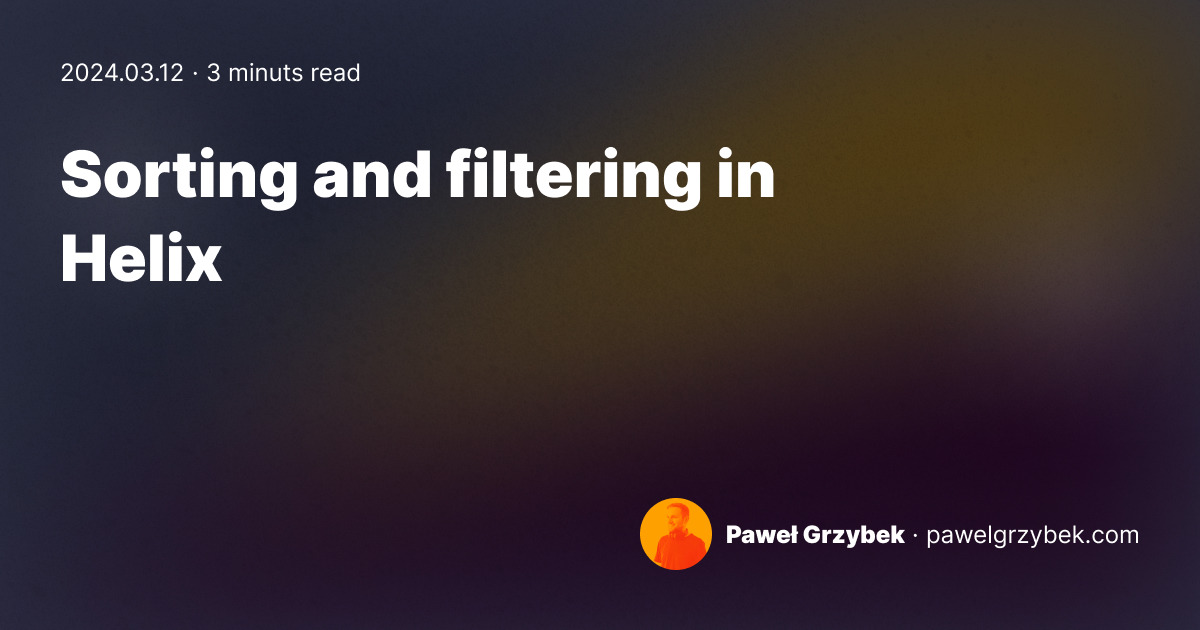 2024.03.12 · 3 minuts read
Sorting and filtering in
Helix
Paweł Grzybek · pawelgrzybek.com